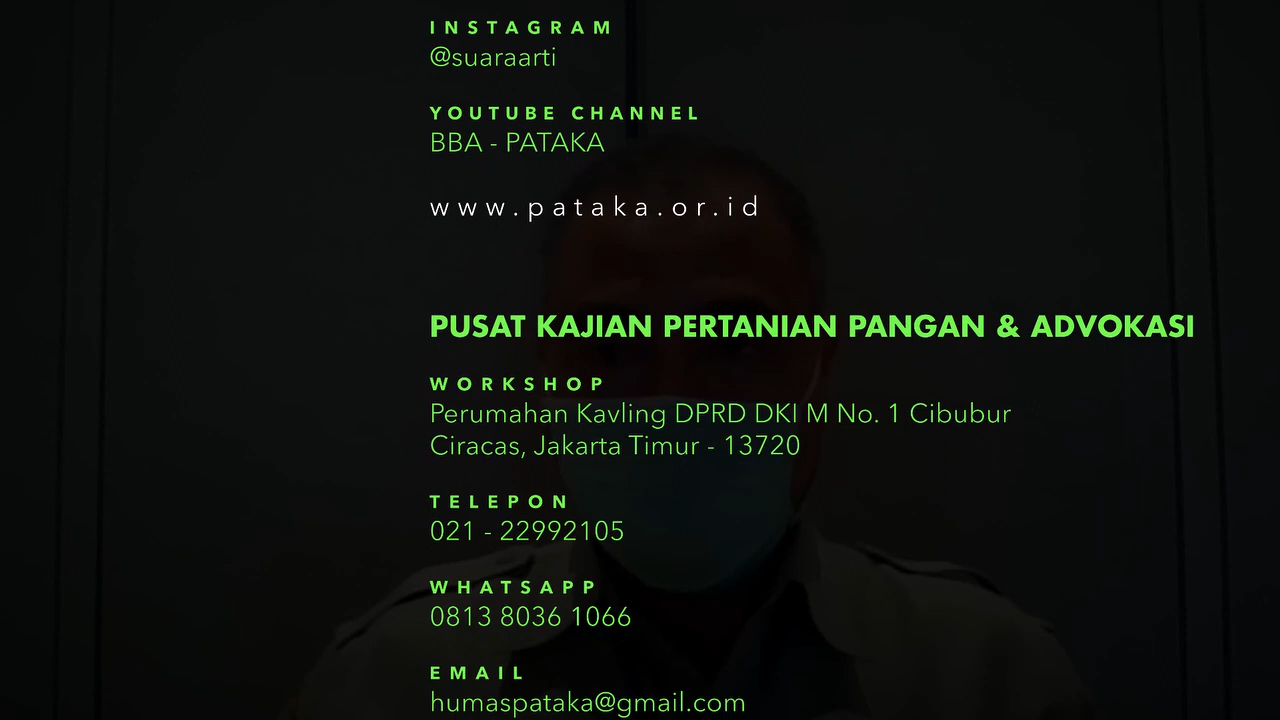 INSTAGRAM
@suaraarti
YOUTUBE CHANNEL
BBA - PATAKA
www.pataka.or.id
PUSAT KAJIAN PERTANIAN PANGAN & ADVOKASI
WORKSHOP
Perumahan Kavling DPRD DKI M No. 1 Cibubur
Ciracas, Jakarta Timur - 13720
TELEPON
021 - 22992105
WHATSAPP
0813 8036 1066
EMAIL
humaspataka@gmail.com